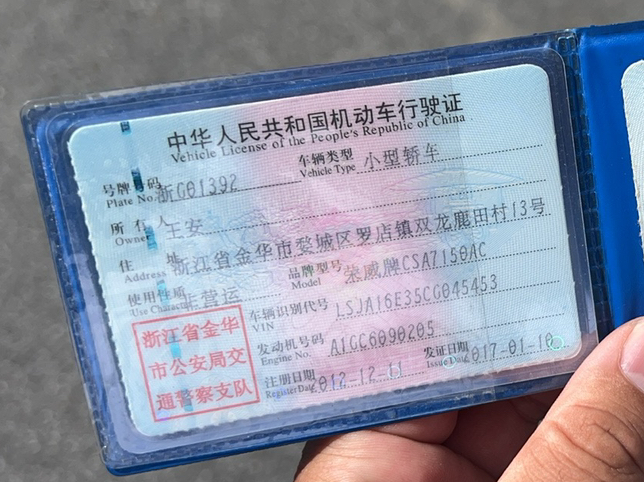 中华人民共和国机动车行驶证
Vehicle License of the People's Republic of China
号牌号码 Plate No. 浙G01392 车辆类型 Vehicle Type 小型轿车
所有人 Owner 王安
住址 Address 浙江省金华市婺城区罗店镇双龙鹿田村13号
使用性质 Use Character 非营运 品牌型号 Model 荣威牌CSA7150AC
车辆识别代号 VIN LSJA16E35CG045453
发动机号码 Engine No. A1CC6090205
注册日期 Register Date 2012-12-11 发证日期 Issue Date 2017-01-10
浙江省金华
市公安局交
通警察支队